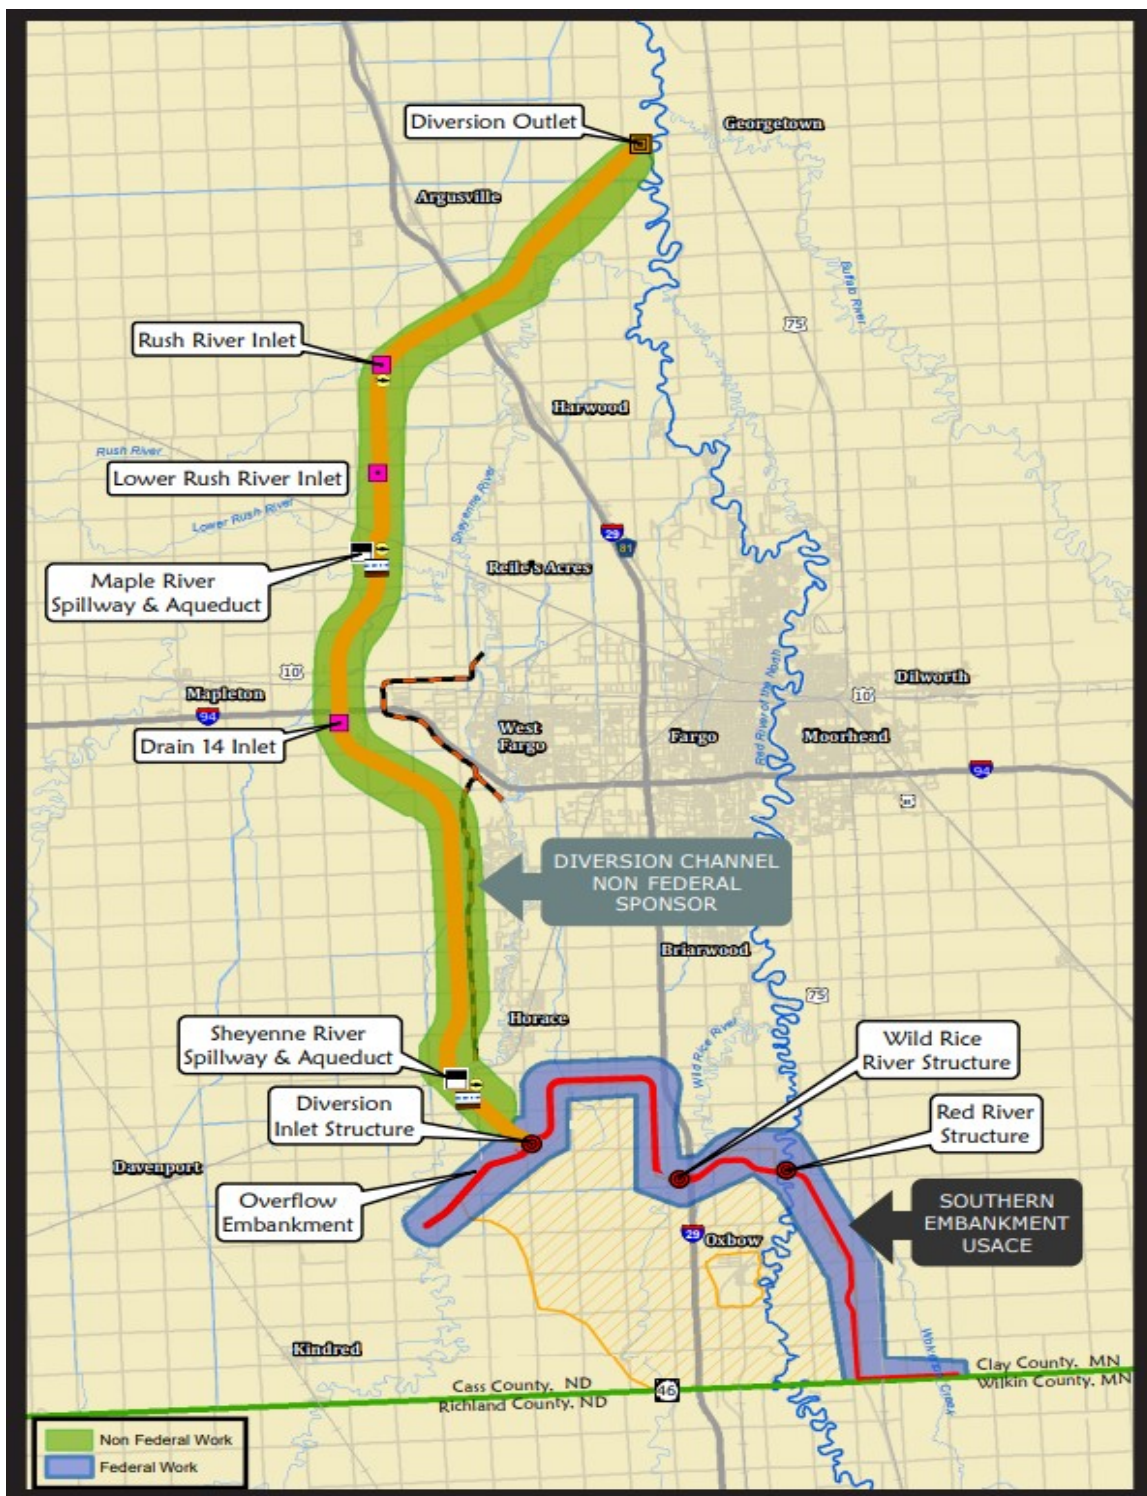 Diversion Outlet
Georgetown
Argusville
Buffalo River
75
Rush River Inlet
Harwood
Rush River
Lower Rush River Inlet
Sheyenne River
Lower Rush River
29
81
Reile's Acres
Maple River
Spillway & Aqueduct
Red River of the North
10
Mapleton
94
Dilworth
10
West
Fargo
Fargo
Moorhead
Drain 14 Inlet
94
DIVERSION CHANNEL
NON FEDERAL
SPONSOR
Briarwood
75
Horace
Wild Rice River
Sheyenne River
Spillway & Aqueduct
Wild Rice
River Structure
Diversion
Inlet Structure
Red River
Structure
Davenport
Overflow
Embankment
SOUTHERN
EMBANKMENT
USACE
29
Oxbow
Kindred
Clay County, MN
Wilkin County, MN
Cass County, ND
Richland County, ND
46
Creek
Non Federal Work
Federal Work